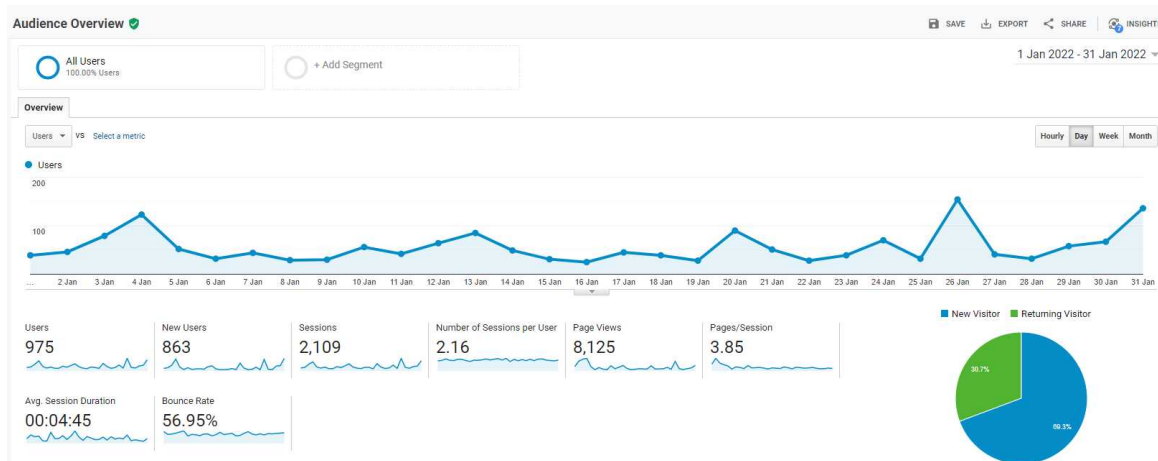 Audience Overview
SAVE EXPORT SHARE INSIGHT
All Users
100.00% Users
+ Add Segment
1 Jan 2022 - 31 Jan 2022
Overview
Users VS Select a metric
Hourly Day Week Month
Users
200
100
... 2 Jan 3 Jan 4 Jan 5 Jan 6 Jan 7 Jan 8 Jan 9 Jan 10 Jan 11 Jan 12 Jan 13 Jan 14 Jan 15 Jan 16 Jan 17 Jan 18 Jan 19 Jan 20 Jan 21 Jan 22 Jan 23 Jan 24 Jan 25 Jan 26 Jan 27 Jan 28 Jan 29 Jan 30 Jan 31 Jan
New Visitor Returning Visitor
Users New Users Sessions Number of Sessions per User Page Views Pages/Session
975 863 2,109 2.16 8,125 3.85
Avg. Session Duration Bounce Rate
00:04:45 56.95%
30.7%
69.3%